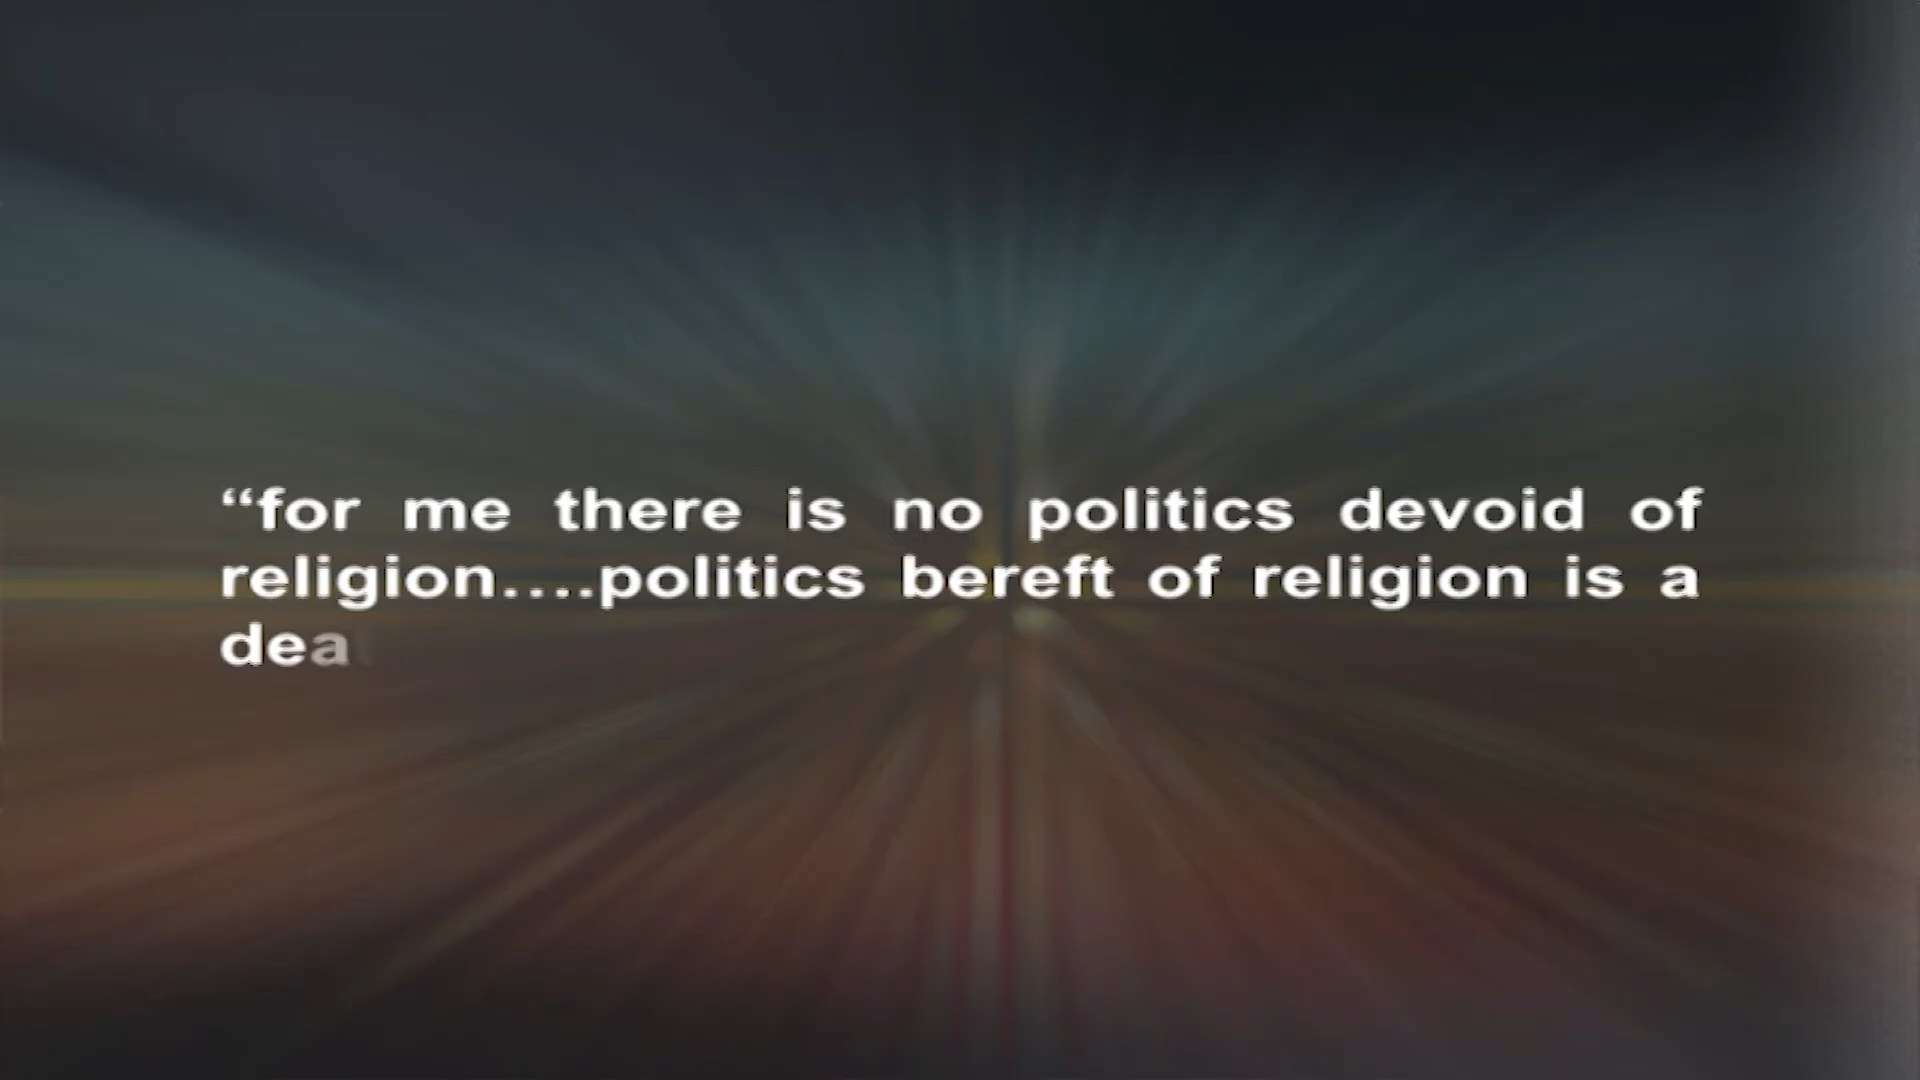 “for me there is no politics devoid of
religion....politics bereft of religion is a
dea